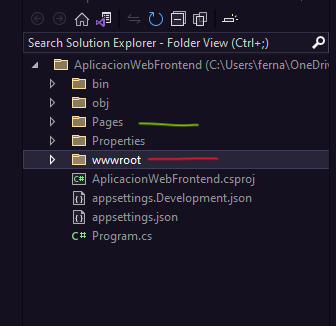 Search Solution Explorer - Folder View (Ctrl+;)
AplicacionWebFrontend (C:\Users\ferna\OneDriv
bin
obj
Pages
Properties
wwwroot
AplicacionWebFrontend.csproj
appsettings.Development.json
appsettings.json
C# Program.cs